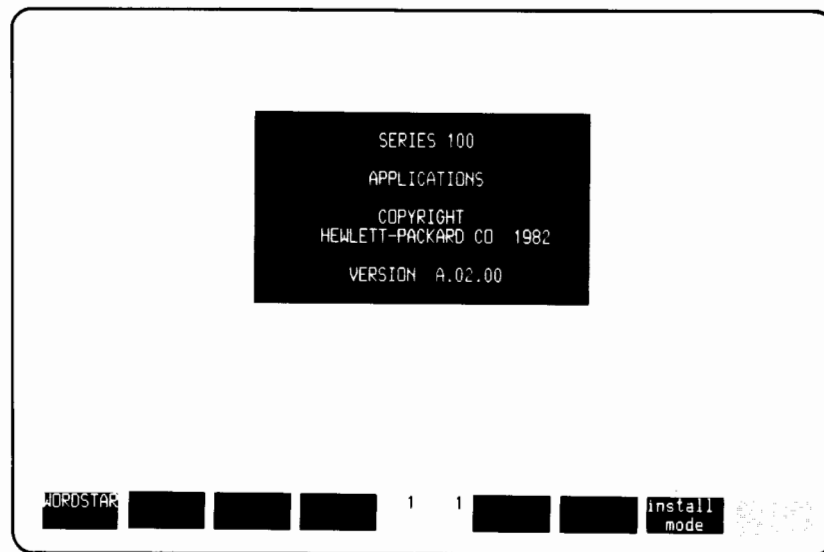 SERIES 100
APPLICATIONS
COPYRIGHT
HEWLETT-PACKARD CO 1982
VERSION A.02.00
WORDSTAR 1 1 install
mode